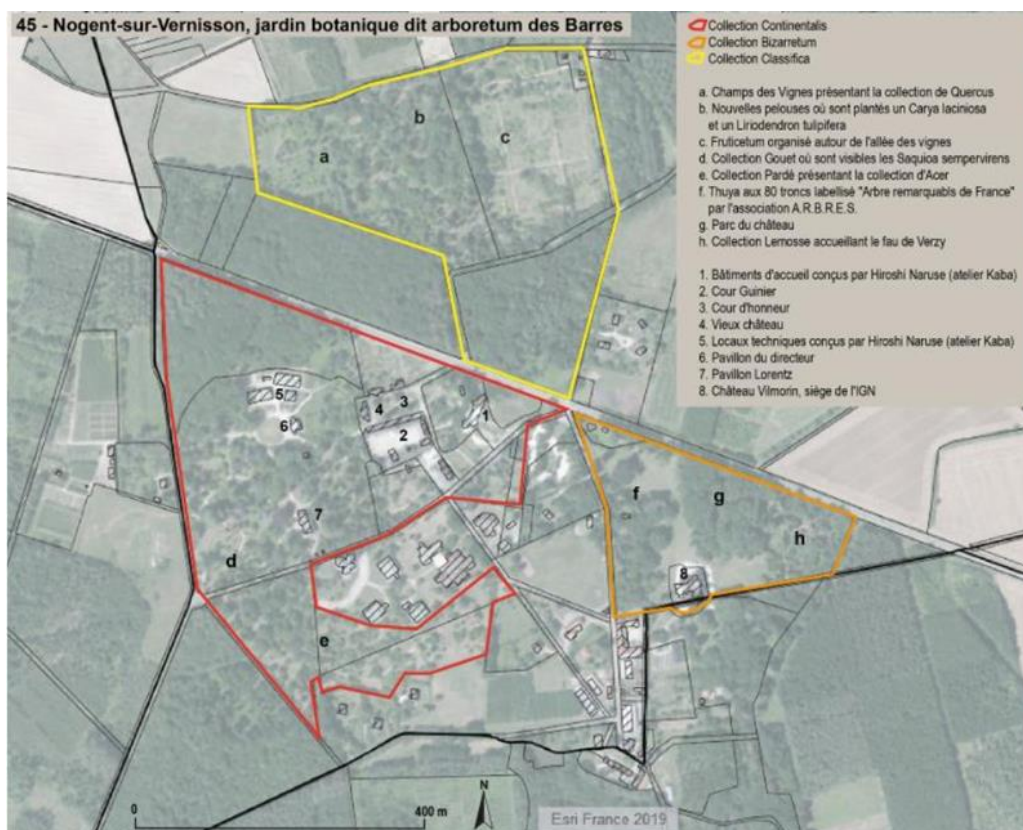 45 - Nogent-sur-Vernisson, jardin botanique dit arboretum des Barres
Collection Continentalis
Collection Bizarretum
Collection Classifica
a. Champs des Vignes présentant la collection de Quercus
b. Nouvelles pelouses où sont plantés un Carya laciniosa
et un Liriodendron tulipifera
c. Fruticetum organisé autour de l'allée des vignes
d. Collection Gouet où sont visibles les Saquioa sempervirens
e. Collection Pardé présentant la collection d'Acer
f. Thuya aux 80 troncs labellisé "Arbre remarquabls de France"
par l'association A.R.B.R.E.S.
g. Parc du château
h. Collection Lemosse accueillant le fau de Verzy
1. Bâtiments d'accueil conçus par Hiroshi Naruse (atelier Kaba)
2. Cour Guinier
3. Cour d'honneur
4. Vieux château
5. Locaux techniques conçus par Hiroshi Naruse (atelier Kaba)
6. Pavillon du directeur
7. Pavillon Lorentz
8. Château Vilmorin, siège de l'IGN
a
b
c
1
2
3
4
5
6
7
d
e
f
g
h
8
0
400 m
N
Esri France 2019